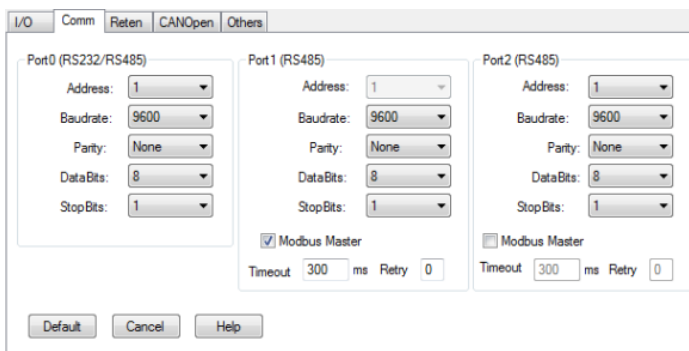 I/O Comm Reten CANOpen Others
Port0 (RS232/RS485)
Address: 1
Baudrate: 9600
Parity: None
DataBits: 8
StopBits: 1
Port1 (RS485)
Address: 1
Baudrate: 9600
Parity: None
DataBits: 8
StopBits: 1
Modbus Master
Timeout 300 ms Retry 0
Port2 (RS485)
Address: 1
Baudrate: 9600
Parity: None
DataBits: 8
StopBits: 1
Modbus Master
Timeout 300 ms Retry 0
Default Cancel Help